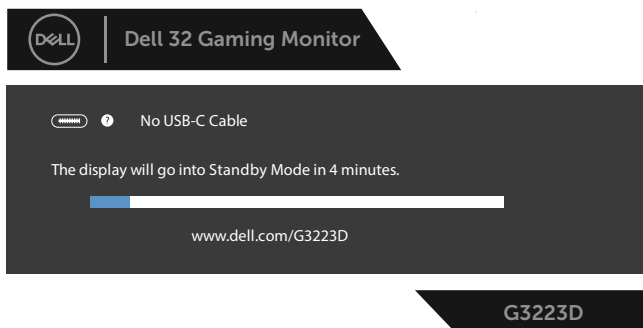 DELL
Dell 32 Gaming Monitor
? No USB-C Cable
The display will go into Standby Mode in 4 minutes.
www.dell.com/G3223D
G3223D